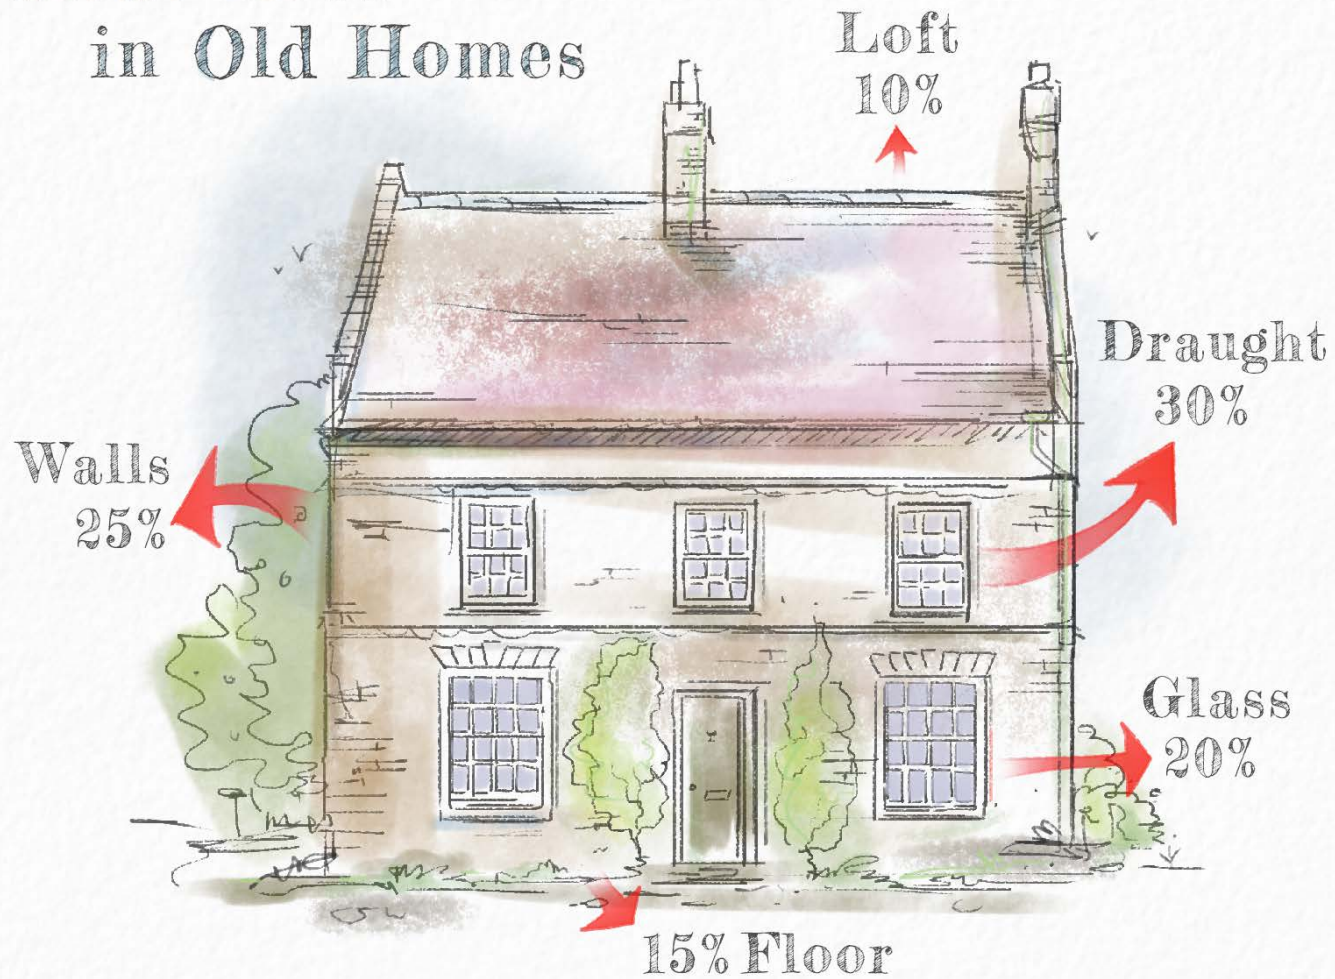 in Old Homes
Loft
10%
Draught
30%
Walls
25%
Glass
20%
15% Floor